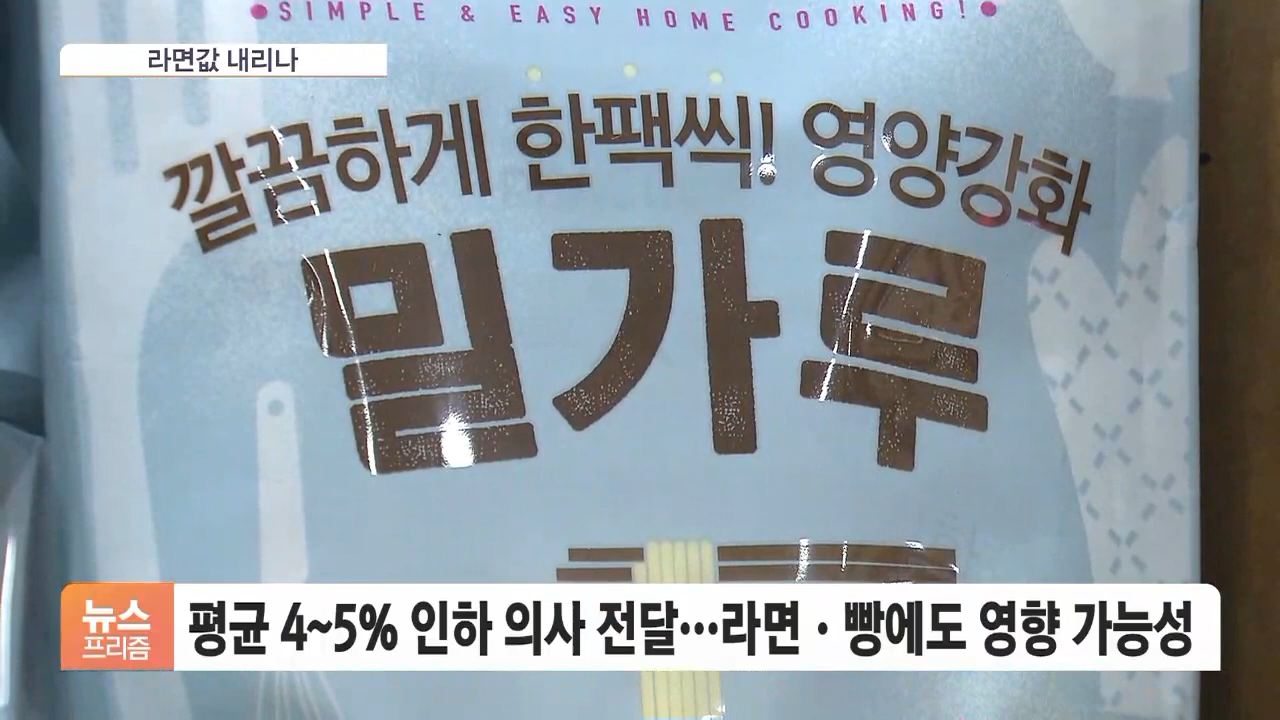 SIMPLE & EASY HOME COOKING!
라면값 내리나
깔끔하게 한팩씩! 영양강화
밀가루
뉴스
프리즘
평균 4~5% 인하 의사 전달…라면·빵에도 영향 가능성